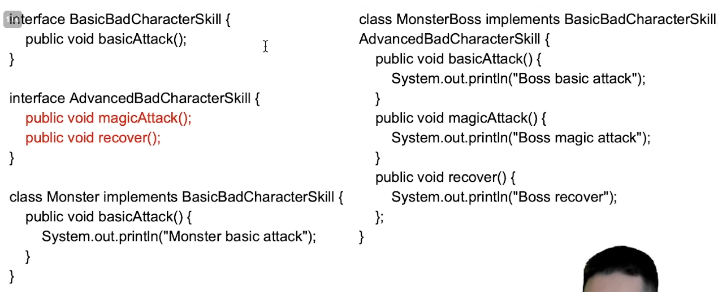 interface BasicBadCharacterSkill {
public void basicAttack();
}
interface AdvancedBadCharacterSkill {
public void magicAttack();
public void recover();
}
class Monster implements BasicBadCharacterSkill {
public void basicAttack() {
System.out.println("Monster basic attack");
}
}
class MonsterBoss implements BasicBadCharacterSkill
AdvancedBadCharacterSkill {
public void basicAttack() {
System.out.println("Boss basic attack");
}
public void magicAttack() {
System.out.println("Boss magic attack");
}
public void recover() {
System.out.println("Boss recover");
};
}